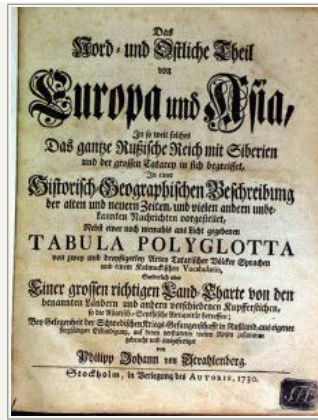 Das
Nord- und Ostliche Theil
von
Europa und Asia,
In so weit solches
Das gantze Rußische Reich mit Siberien
und der grossen Tatarey in sich begreiffet,
In einer
Historisch-Geographischen Beschreibung
der alten und neuern Zeiten, und vielen andern unbe-
kannten Nachrichten vorgestellet,
Nebst einer noch niemahls ans Licht gegebenen
TABULA POLYGLOTTA
von zwey und dreyßigerley Arten Tatarischer Völcker Sprachen
und einem Kalmuckischen Vocabulario,
Sonderlich aber
Einer grossen richtigen Land-Charte von den
benannten Ländern und andern verschiedenen Kupfferstichen,
so die Asiatisch-Scythische Antiqvität betreffen;
Bey Gelegenheit der Schwedischen Kriegs-Gefangenschafft in Rußland, aus eigener
sorgfältigen Erkundigung, auf denen verstatteten weiten Reisen zusammen
gebracht und ausgefertiget
von
Philipp Johann von Strahlenberg.
Stockholm, in Verlegung des AUTORIS, 1730.